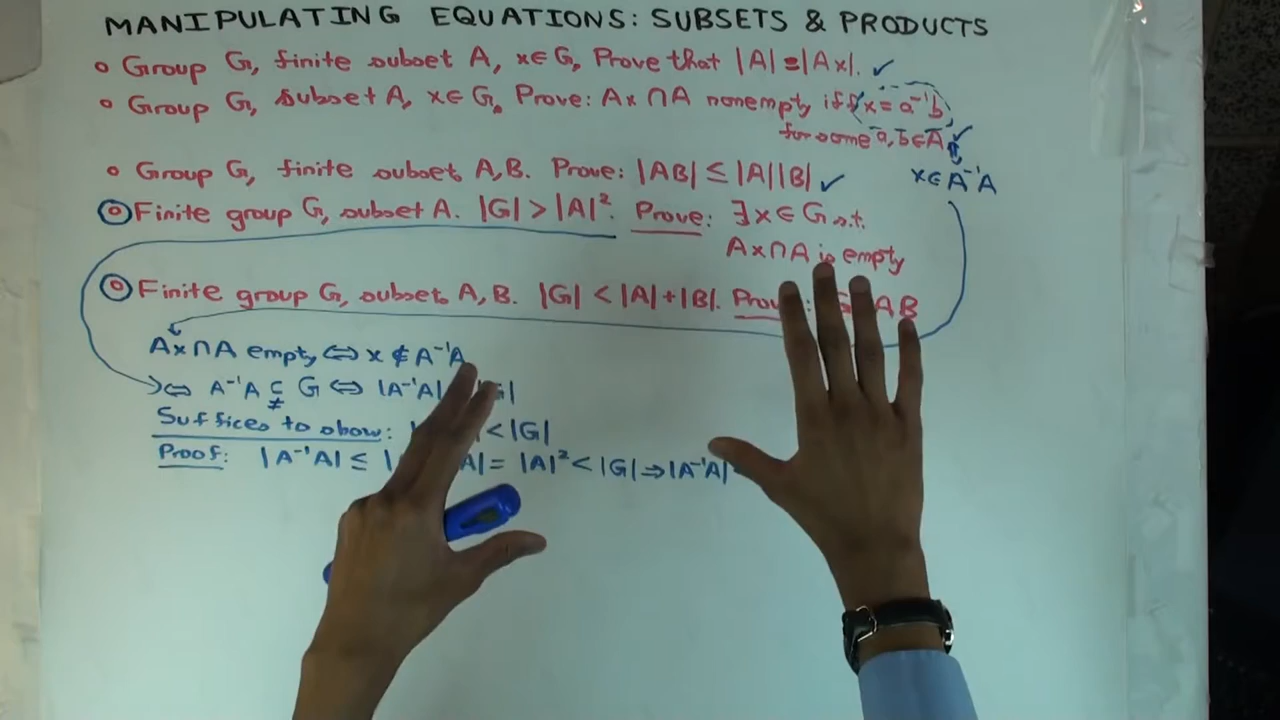 MANIPULATING EQUATIONS: SUBSETS & PRODUCTS
• Group G, finite subset A, x∈G, Prove that |A|=|Ax|. ✓
• Group G, subset A, x∈G. Prove: Ax∩A nonempty iff x=a⁻¹b
for some a, b∈A ✓
x∈A⁻¹A
• Group G, finite subsets A,B. Prove: |AB| ≤ |A||B| ✓
Finite group G, subset A. |G|>|A|². Prove: ∃x∈G s.t.
Ax∩A is empty
Finite group G, subsets A,B. |G|<|A|+|B|. AB
Ax∩A empty ⇔ x∉A⁻¹A
⇔ A⁻¹A ⊊ G ⇔ |A⁻¹A| G|
Suffices to show: <|G|
Proof: |A⁻¹A| ≤ | A|=|A|²<|G|⇒|A⁻¹A|